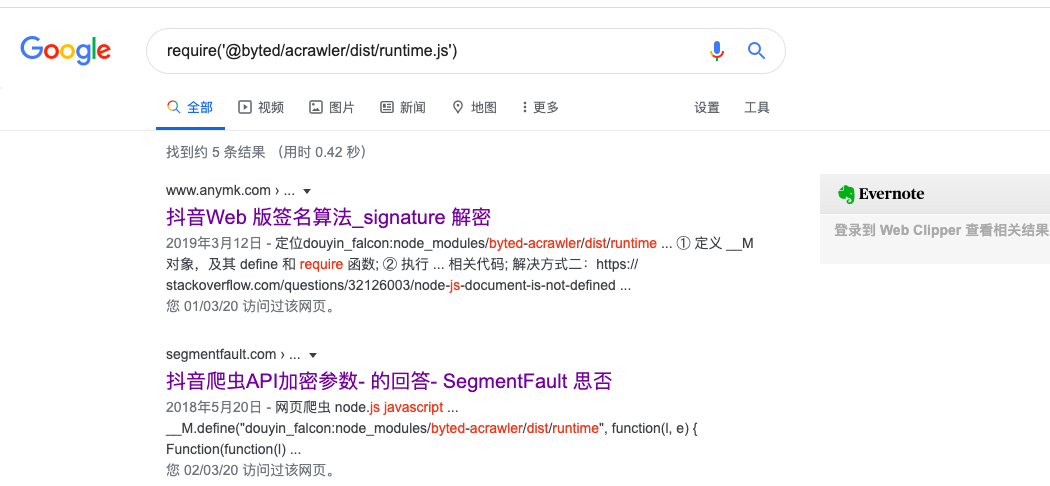 Google
require('@byted/acrawler/dist/runtime.js')
全部 视频 图片 新闻 地图 更多 设置 工具
找到约 5 条结果 （用时 0.42 秒）
www.anymk.com › ...
抖音Web 版签名算法_signature 解密
2019年3月12日 - 定位douyin_falcon:node_modules/byted-acrawler/dist/runtime ... ① 定义 __M
对象，及其 define 和 require 函数; ② 执行 ... 相关代码; 解决方式二：https://
stackoverflow.com/questions/32126003/node-js-document-is-not-defined ...
您 01/03/20 访问过该网页。
Evernote
登录到 Web Clipper 查看相关结果
segmentfault.com › ...
抖音爬虫API加密参数- 的回答- SegmentFault 思否
2018年5月20日 - 网页爬虫 node.js javascript ...
__M.define("douyin_falcon:node_modules/byted-acrawler/dist/runtime", function(l, e) {
Function(function(l) ...
您 02/03/20 访问过该网页。